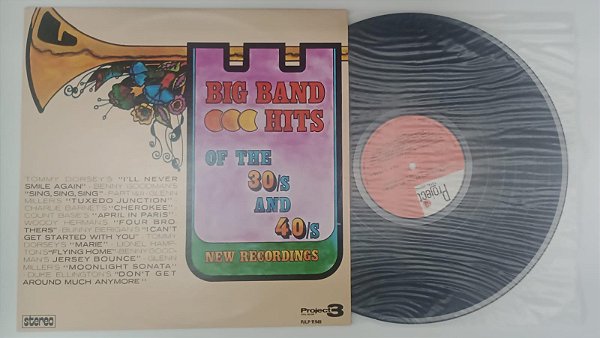 BIG BAND
HITS
OF THE
30/s
AND
40/s
NEW RECORDINGS
TOMMY DORSEY'S "I'LL NEVER
SMILE AGAIN" • BENNY GOODMAN'S
"SING, SING, SING" • PART I & II • GLENN
MILLER'S "TUXEDO JUNCTION"
CHARLIE BARNET'S "CHEROKEE"
COUNT BASIE'S "APRIL IN PARIS"
WOODY HERMAN'S "FOUR BRO-
THERS" • BUNNY BERIGAN'S "I CAN'T
GET STARTED WITH YOU" • TOMMY
DORSEY'S "MARIE" • LIONEL HAMP-
TON'S "FLYING HOME" • BENNY GOOD-
MAN'S JERSEY BOUNCE" • GLENN
MILLER'S "MOONLIGHT SONATA"
• DUKE ELLINGTON'S "DON'T GET
AROUND MUCH ANYMORE"
stereo
Project 3
Project